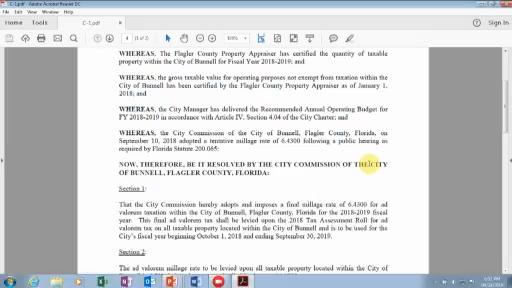 C-1.pdf - Adobe Acrobat Reader DC
File Edit View Window Help
Home Tools C-1.pdf × Sign In
4 (1 of 2) 100%
WHEREAS, The Flagler County Property Appraiser has certified the quantity of taxable
property within the City of Bunnell for Fiscal Year 2018-2019; and
WHEREAS, the gross taxable value for operating purposes not exempt from taxation within the
City of Bunnell has been certified by the Flagler County Property Appraiser as of January 1,
2018; and
WHEREAS, the City Manager has delivered the Recommended Annual Operating Budget for
FY 2018-2019 in accordance with Article IV, Section 4.04 of the City Charter; and
WHEREAS, the City Commission of the City of Bunnell, Flagler County, Florida, on
September 10, 2018 adopted a tentative millage rate of 6.4300 following a public hearing as
required by Florida Statute 200.065:
NOW, THEREFORE, BE IT RESOLVED BY THE CITY COMMISSION OF THE CITY
OF BUNNELL, FLAGLER COUNTY, FLORIDA:
Section 1:
That the City Commission hereby adopts and imposes a final millage rate of 6.4300 for ad
valorem taxation within the City of Bunnell, Flagler County, Florida for the 2018-2019 fiscal
year. This final ad valorem tax shall be levied upon the 2018 Tax Assessment Roll for ad
valorem tax on all taxable property located within the City of Bunnell and is to be used for the
City's fiscal year beginning October 1, 2018 and ending September 30, 2019.
Section 2:
The ad valorem millage rate to be levied upon all taxable property located within the City of